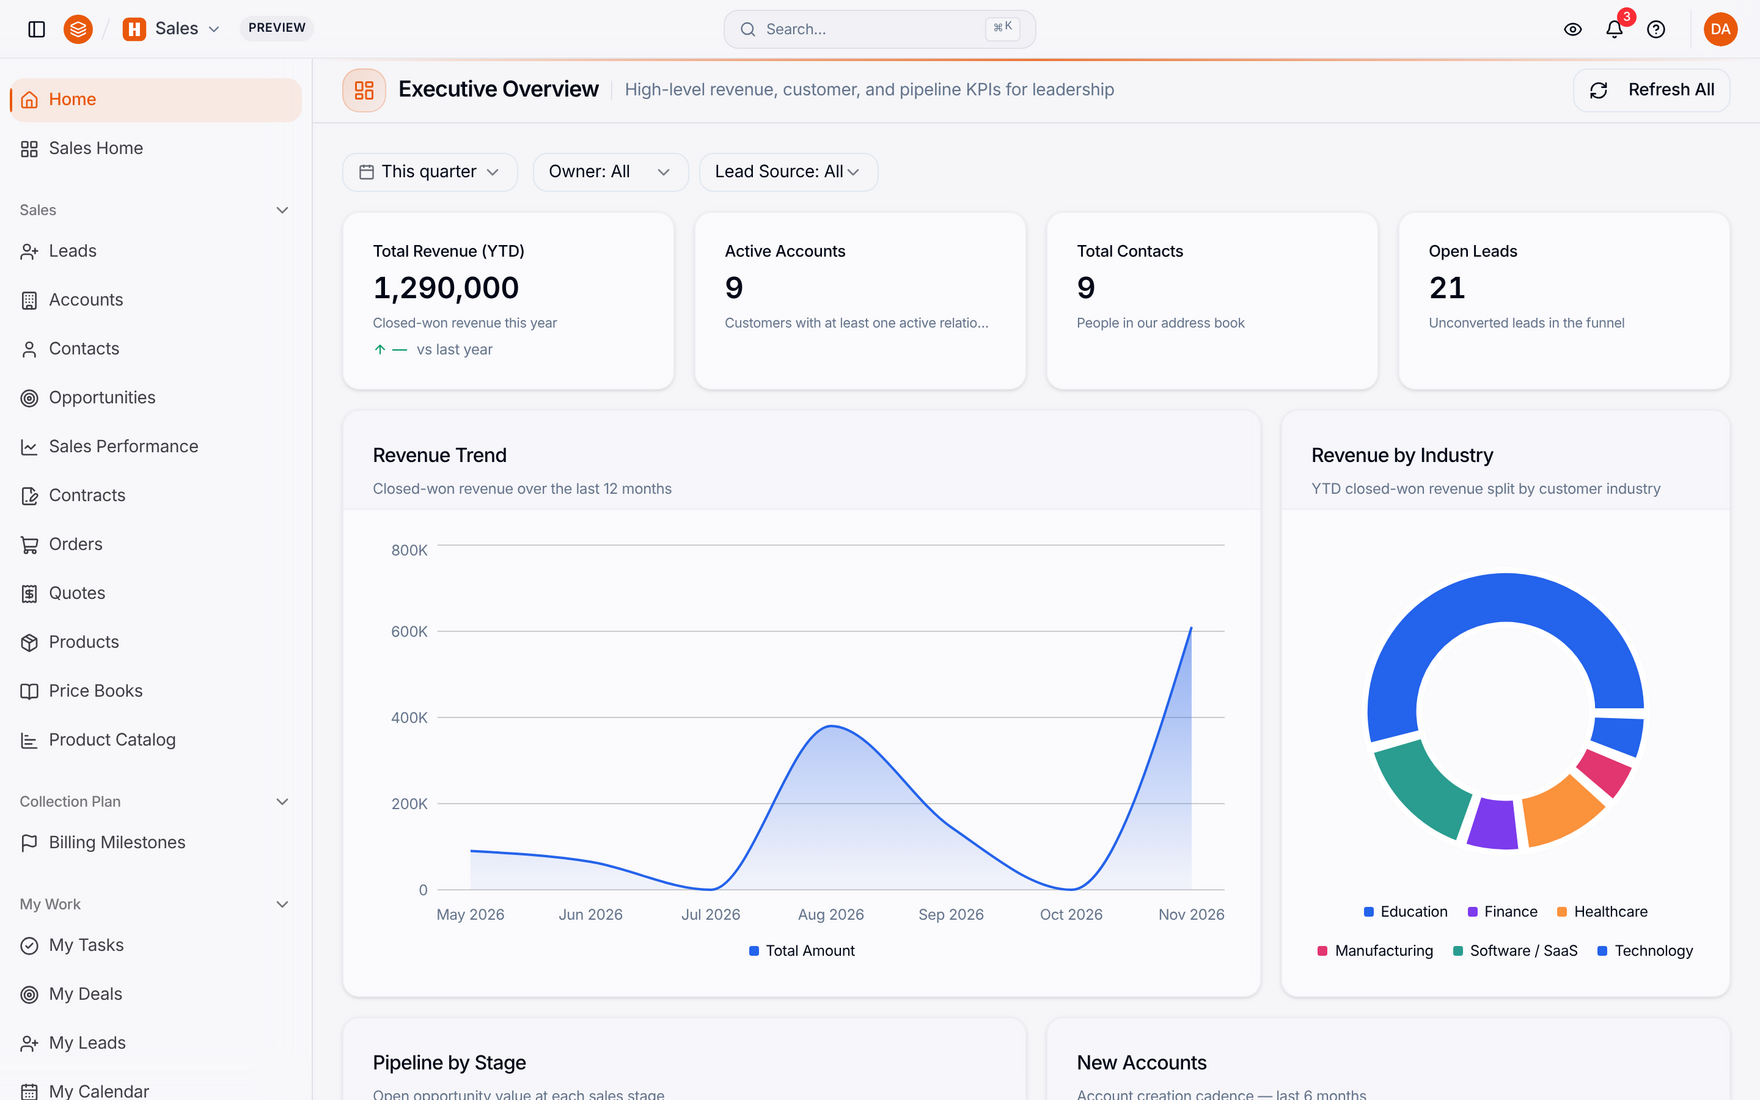 H Sales PREVIEW Search... ⌘K 3 DA
Home
Sales Home
Sales
Leads
Accounts
Contacts
Opportunities
Sales Performance
Contracts
Orders
Quotes
Products
Price Books
Product Catalog
Collection Plan
Billing Milestones
My Work
My Tasks
My Deals
My Leads
My Calendar
Executive Overview High-level revenue, customer, and pipeline KPIs for leadership Refresh All
This quarter Owner: All Lead Source: All
Total Revenue (YTD)
1,290,000
Closed-won revenue this year
↑ — vs last year
Active Accounts
9
Customers with at least one active relatio...
Total Contacts
9
People in our address book
Open Leads
21
Unconverted leads in the funnel
Revenue Trend
Closed-won revenue over the last 12 months
800K
600K
400K
200K
0
May 2026 Jun 2026 Jul 2026 Aug 2026 Sep 2026 Oct 2026 Nov 2026
Total Amount
Revenue by Industry
YTD closed-won revenue split by customer industry
Education Finance Healthcare
Manufacturing Software / SaaS Technology
Pipeline by Stage
Open opportunity value at each sales stage
New Accounts
Account creation cadence — last 6 months